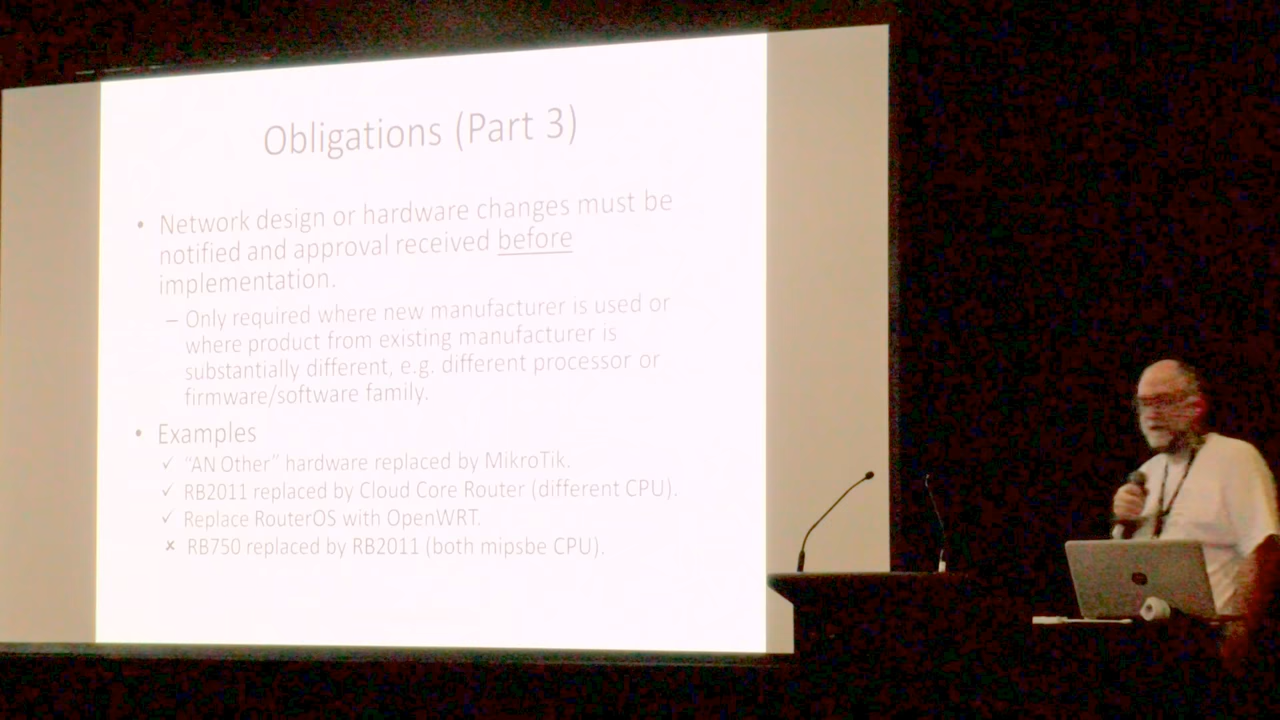 Obligations (Part 3)
• Network design or hardware changes must be
notified and approval received before
implementation.
– Only required where new manufacturer is used or
where product from existing manufacturer is
substantially different, e.g. different processor or
firmware/software family.
• Examples
✓ “AN Other” hardware replaced by MikroTik.
✓ RB2011 replaced by Cloud Core Router (different CPU).
✓ Replace RouterOS with OpenWRT.
× RB750 replaced by RB2011 (both mipsbe CPU).